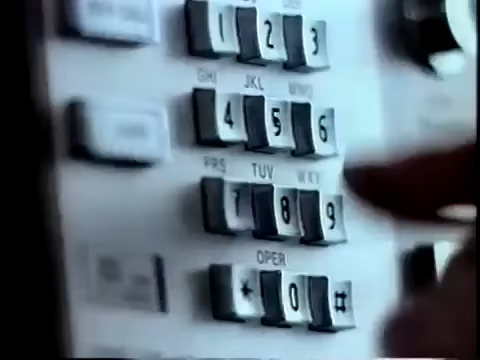 1 2 3
GHI JKL MNO
4 5 6
PRS TUV WXY
7 8 9
OPER
* 0 #